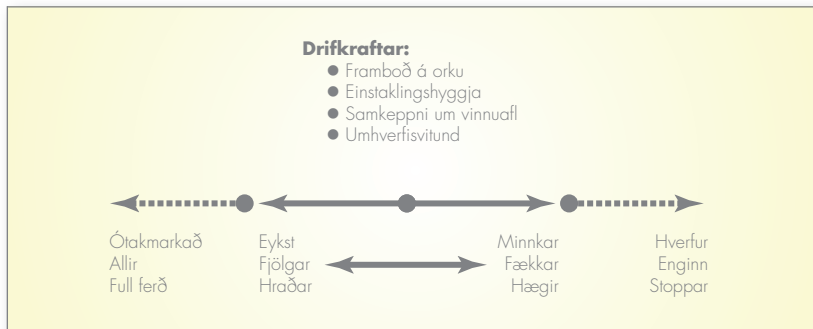 Drifkraftar:
● Framboð á orku
● Einstaklingshyggja
● Samkeppni um vinnuafl
● Umhverfisvitund
Ótakmarkað Eykst Minnkar Hverfur
Allir Fjölgar Fækkar Enginn
Full ferð Hraðar Hægir Stoppar